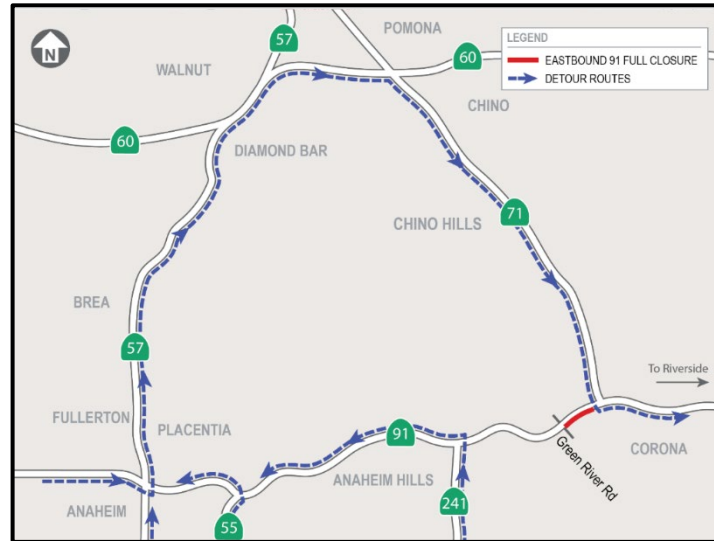 N
57
POMONA
WALNUT
60
LEGEND
EASTBOUND 91 FULL CLOSURE
DETOUR ROUTES
60
DIAMOND BAR
CHINO
CHINO HILLS
71
BREA
57
To Riverside
FULLERTON
PLACENTIA
91
Green River Rd
CORONA
ANAHEIM HILLS
ANAHEIM
55
241